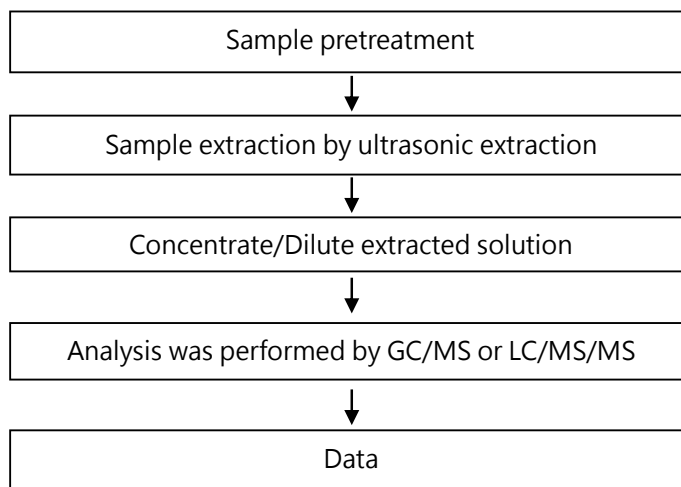 Sample pretreatment
Sample extraction by ultrasonic extraction
Concentrate/Dilute extracted solution
Analysis was performed by GC/MS or LC/MS/MS
Data